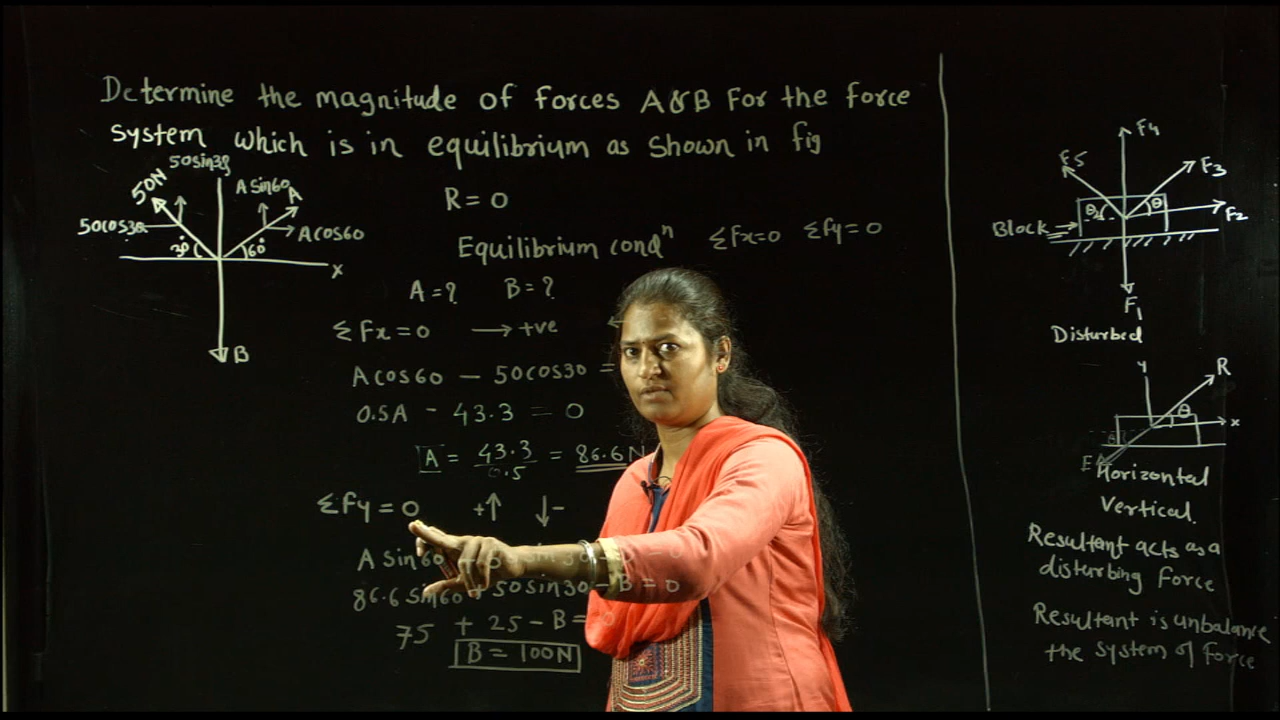 Determine the magnitude of forces A & B For the force
system which is in equilibrium as shown in fig
50sin30
50N
A sin60
A
50cos30
A cos60
30°
60°
x
B
R = 0
Equilibrium condⁿ ΣFx=0 ΣFy=0
A=? B=?
ΣFx=0 → +ve ←
A cos60 − 50cos30 =
0.5A - 43.3 = 0
A = 43.3/0.5 = 86.6N
ΣFy=0 +↑ ↓-
A sin60 sin30 = 0
86.6 sin60 + 50sin30 − B = 0
75 + 25 − B =
B = 100N
F4
F5
F3
θ
θ
F2
Block
F1
Disturbed
y
R
θ
x
θ
E
Horizontal
Vertical.
Resultant acts as a
disturbing force
Resultant is unbalance
the system of force